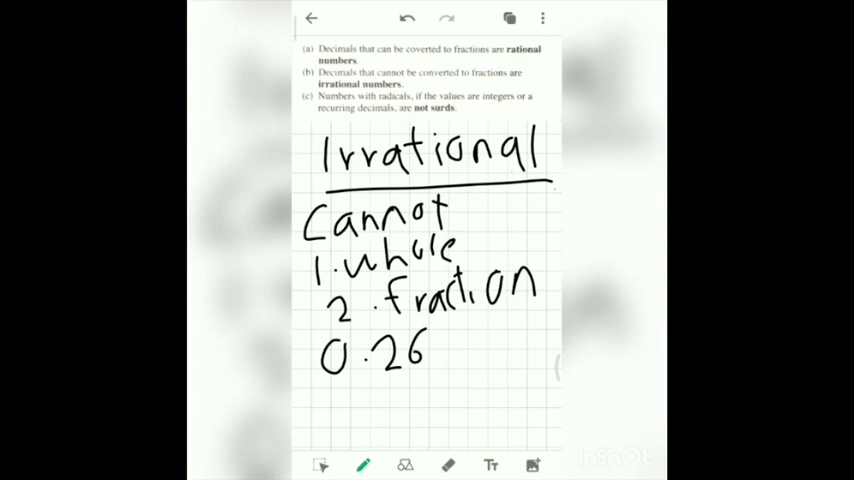 (a) Decimals that can be coverted to fractions are rational
numbers.
(b) Decimals that cannot be converted to fractions are
irrational numbers.
(c) Numbers with radicals, if the values are integers or a
recurring decimals, are not surds.
Irrational
Cannot
1. whole
2. fraction
0.26
Tт
InShOt